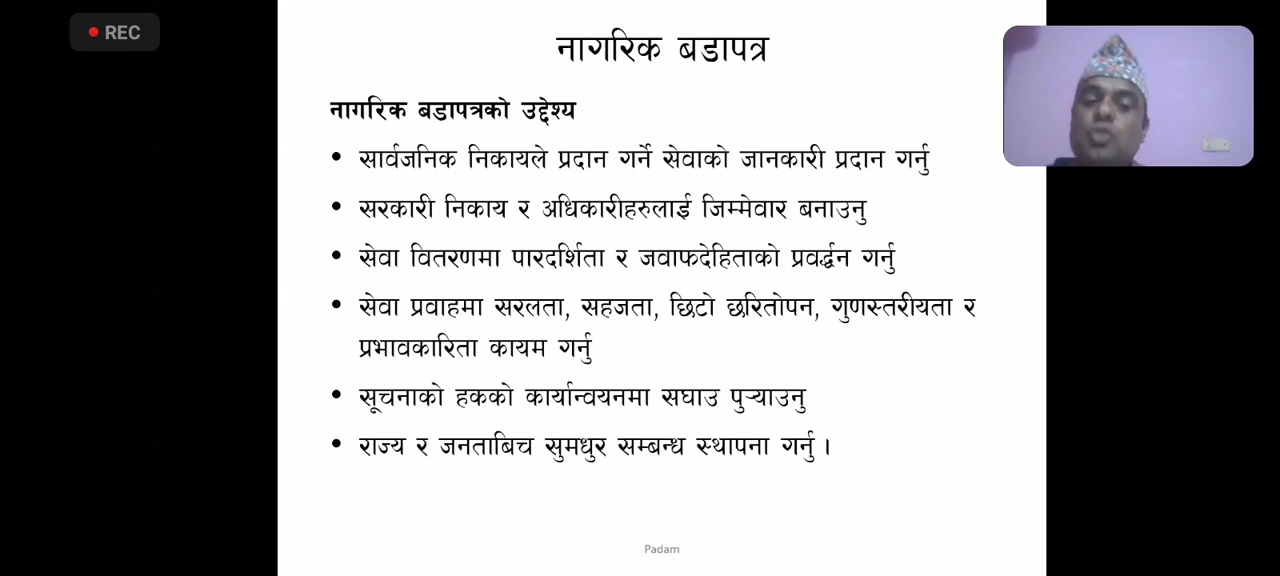 REC
नागरिक बडापत्र
नागरिक बडापत्रको उद्देश्य
• सार्वजनिक निकायले प्रदान गर्ने सेवाको जानकारी प्रदान गर्नु
• सरकारी निकाय र अधिकारीहरुलाई जिम्मेवार बनाउनु
• सेवा वितरणमा पारदर्शिता र जवाफदेहिताको प्रवर्द्धन गर्नु
• सेवा प्रवाहमा सरलता, सहजता, छिटो छरितोपन, गुणस्तरीयता र
प्रभावकारिता कायम गर्नु
• सूचनाको हकको कार्यान्वयनमा सघाउ पुऱ्याउनु
• राज्य र जनताबिच सुमधुर सम्बन्ध स्थापना गर्नु ।
Padam